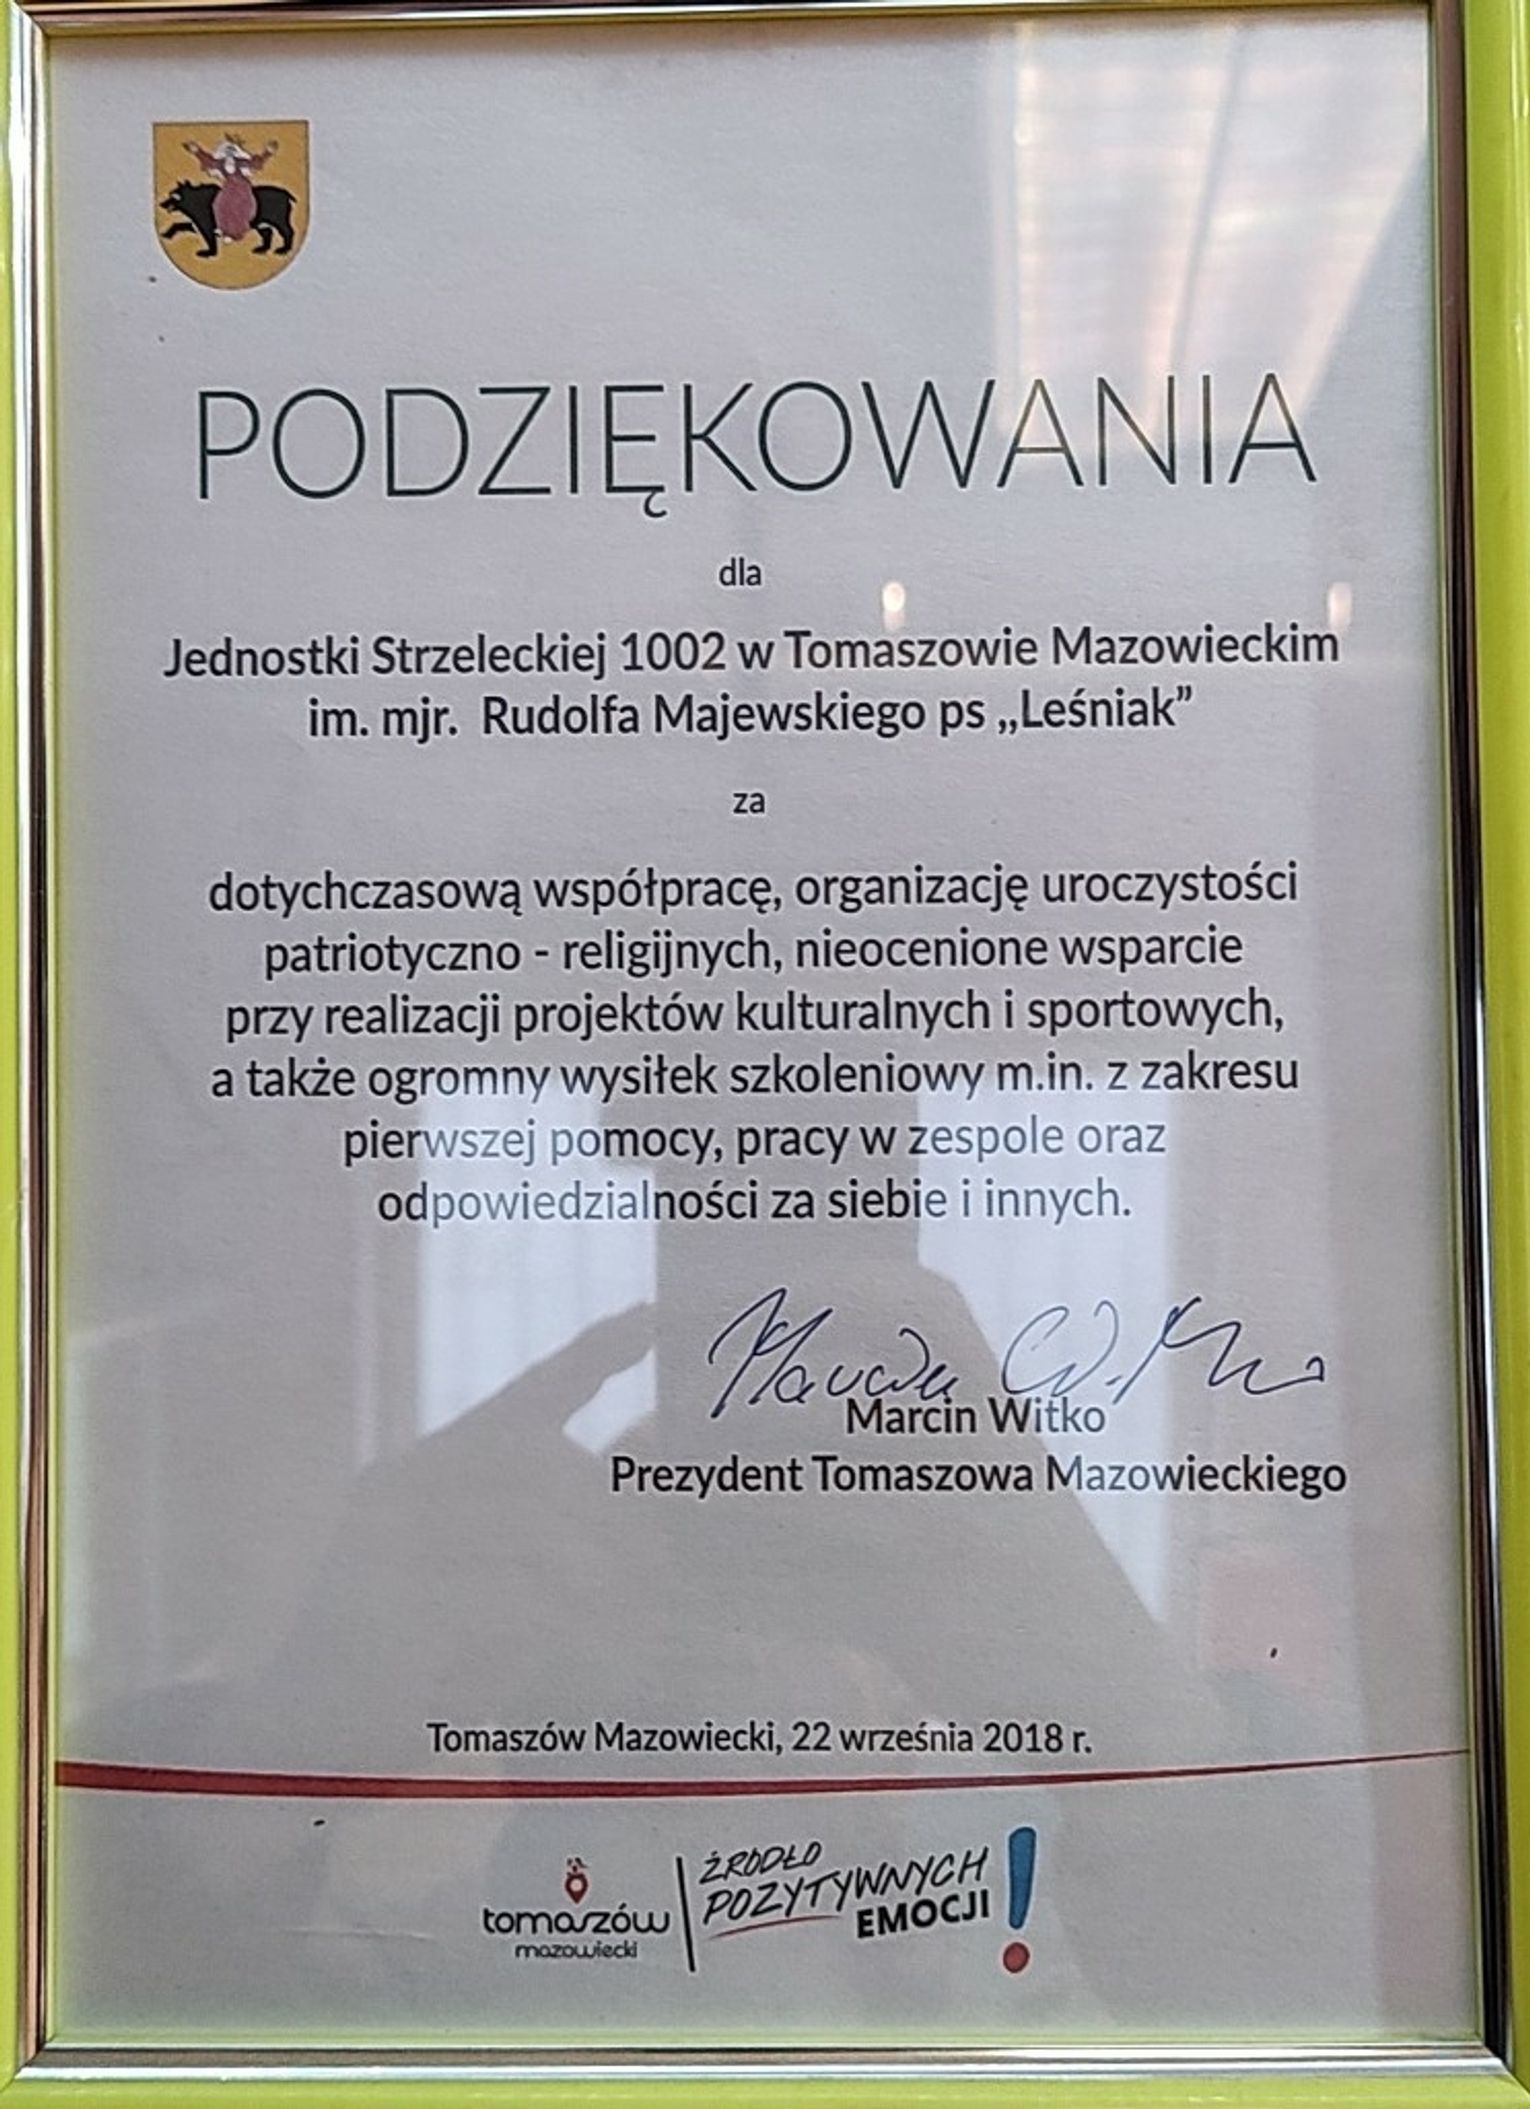 PODZIĘKOWANIA
dla
Jednostki Strzeleckiej 1002 w Tomaszowie Mazowieckim
im. mjr. Rudolfa Majewskiego ps „Leśniak”
za
dotychczasową współpracę, organizację uroczystości
patriotyczno - religijnych, nieocenione wsparcie
przy realizacji projektów kulturalnych i sportowych,
a także ogromny wysiłek szkoleniowy m.in. z zakresu
pierwszej pomocy, pracy w zespole oraz
odpowiedzialności za siebie i innych.
Marcin Witko
Marcin Witko
Prezydent Tomaszowa Mazowieckiego
Tomaszów Mazowiecki, 22 września 2018 r.
tomaszów
mazowiecki
ŹRÓDŁO
POZYTYWNYCH
EMOCJI!